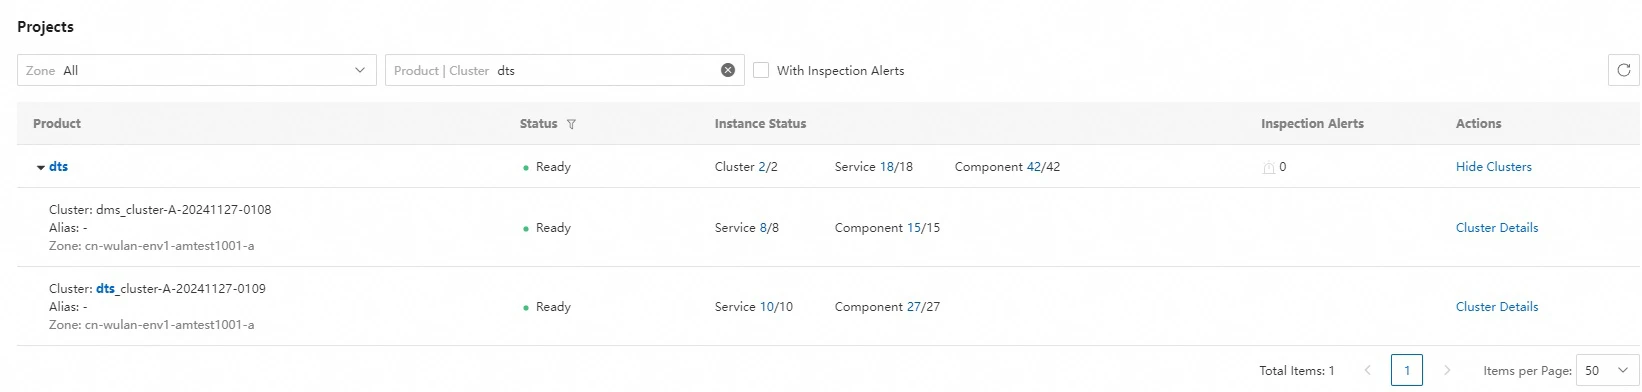 Projects
Zone All Product | Cluster dts With Inspection Alerts
Product Status Instance Status Inspection Alerts Actions
dts Ready Cluster 2/2 Service 18/18 Component 42/42 0 Hide Clusters
Cluster: dms_cluster-A-20241127-0108
Alias: - Ready Service 8/8 Component 15/15 Cluster Details
Zone: cn-wulan-env1-amtest1001-a
Cluster: dts_cluster-A-20241127-0109
Alias: - Ready Service 10/10 Component 27/27 Cluster Details
Zone: cn-wulan-env1-amtest1001-a
Total Items: 1 1 Items per Page: 50